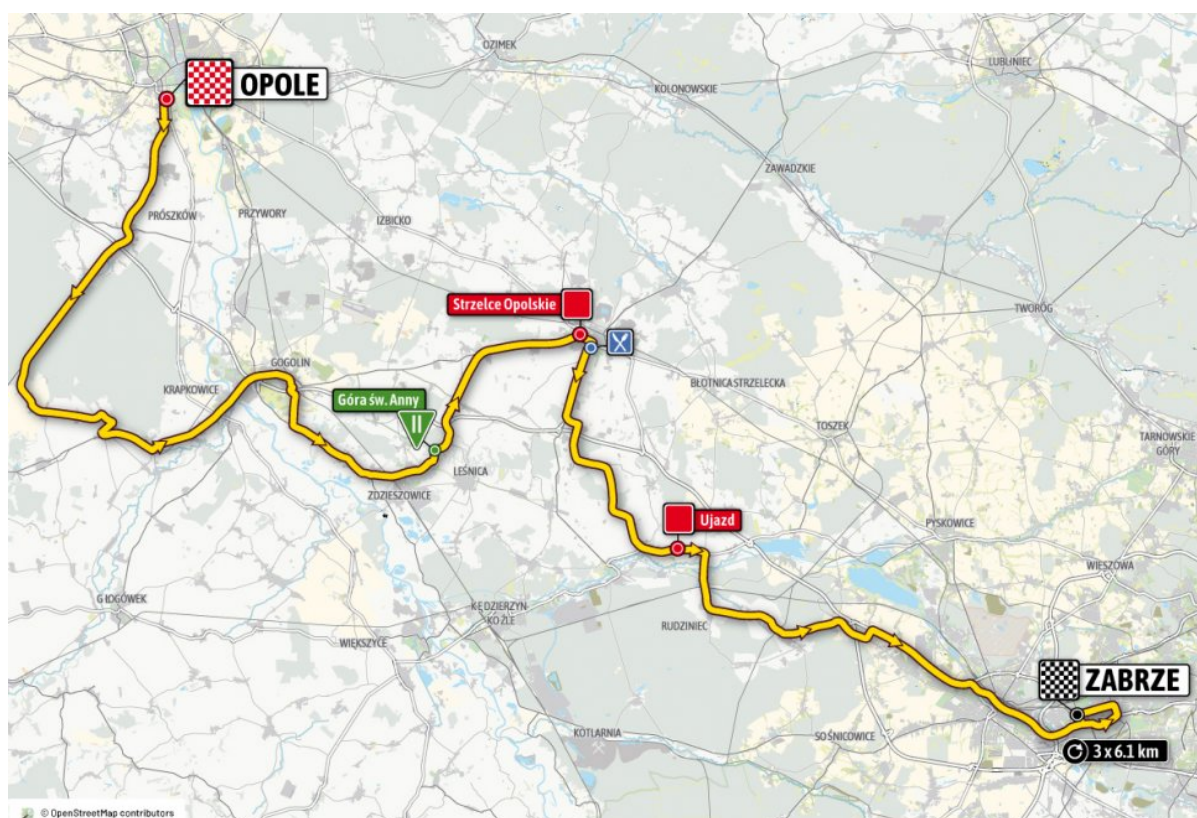 OZIMEK
LUBLINIEC
OPOLE
KOLONOWSKIE
ZAWADZKIE
PRÓSZKÓW
PRZYWORY
IZBICKO
Strzelce Opolskie
TWORÓG
GOGOLIN
KRAPKOWICE
BŁOTNICA STRZELECKA
Góra św. Anny
II
TOSZEK
TARNOWSKIE
GÓRY
LEŚNICA
ZDZIESZOWICE
Ujazd
PYSKOWICE
WIESZOWA
GŁOGÓWEK
KĘDZIERZYN
KOŹLE
RUDZINIEC
WIĘKSZYCE
ZABRZE
KOTLARNIA
SOŚNICOWICE
3 x 6.1 km
© OpenStreetMap contributors